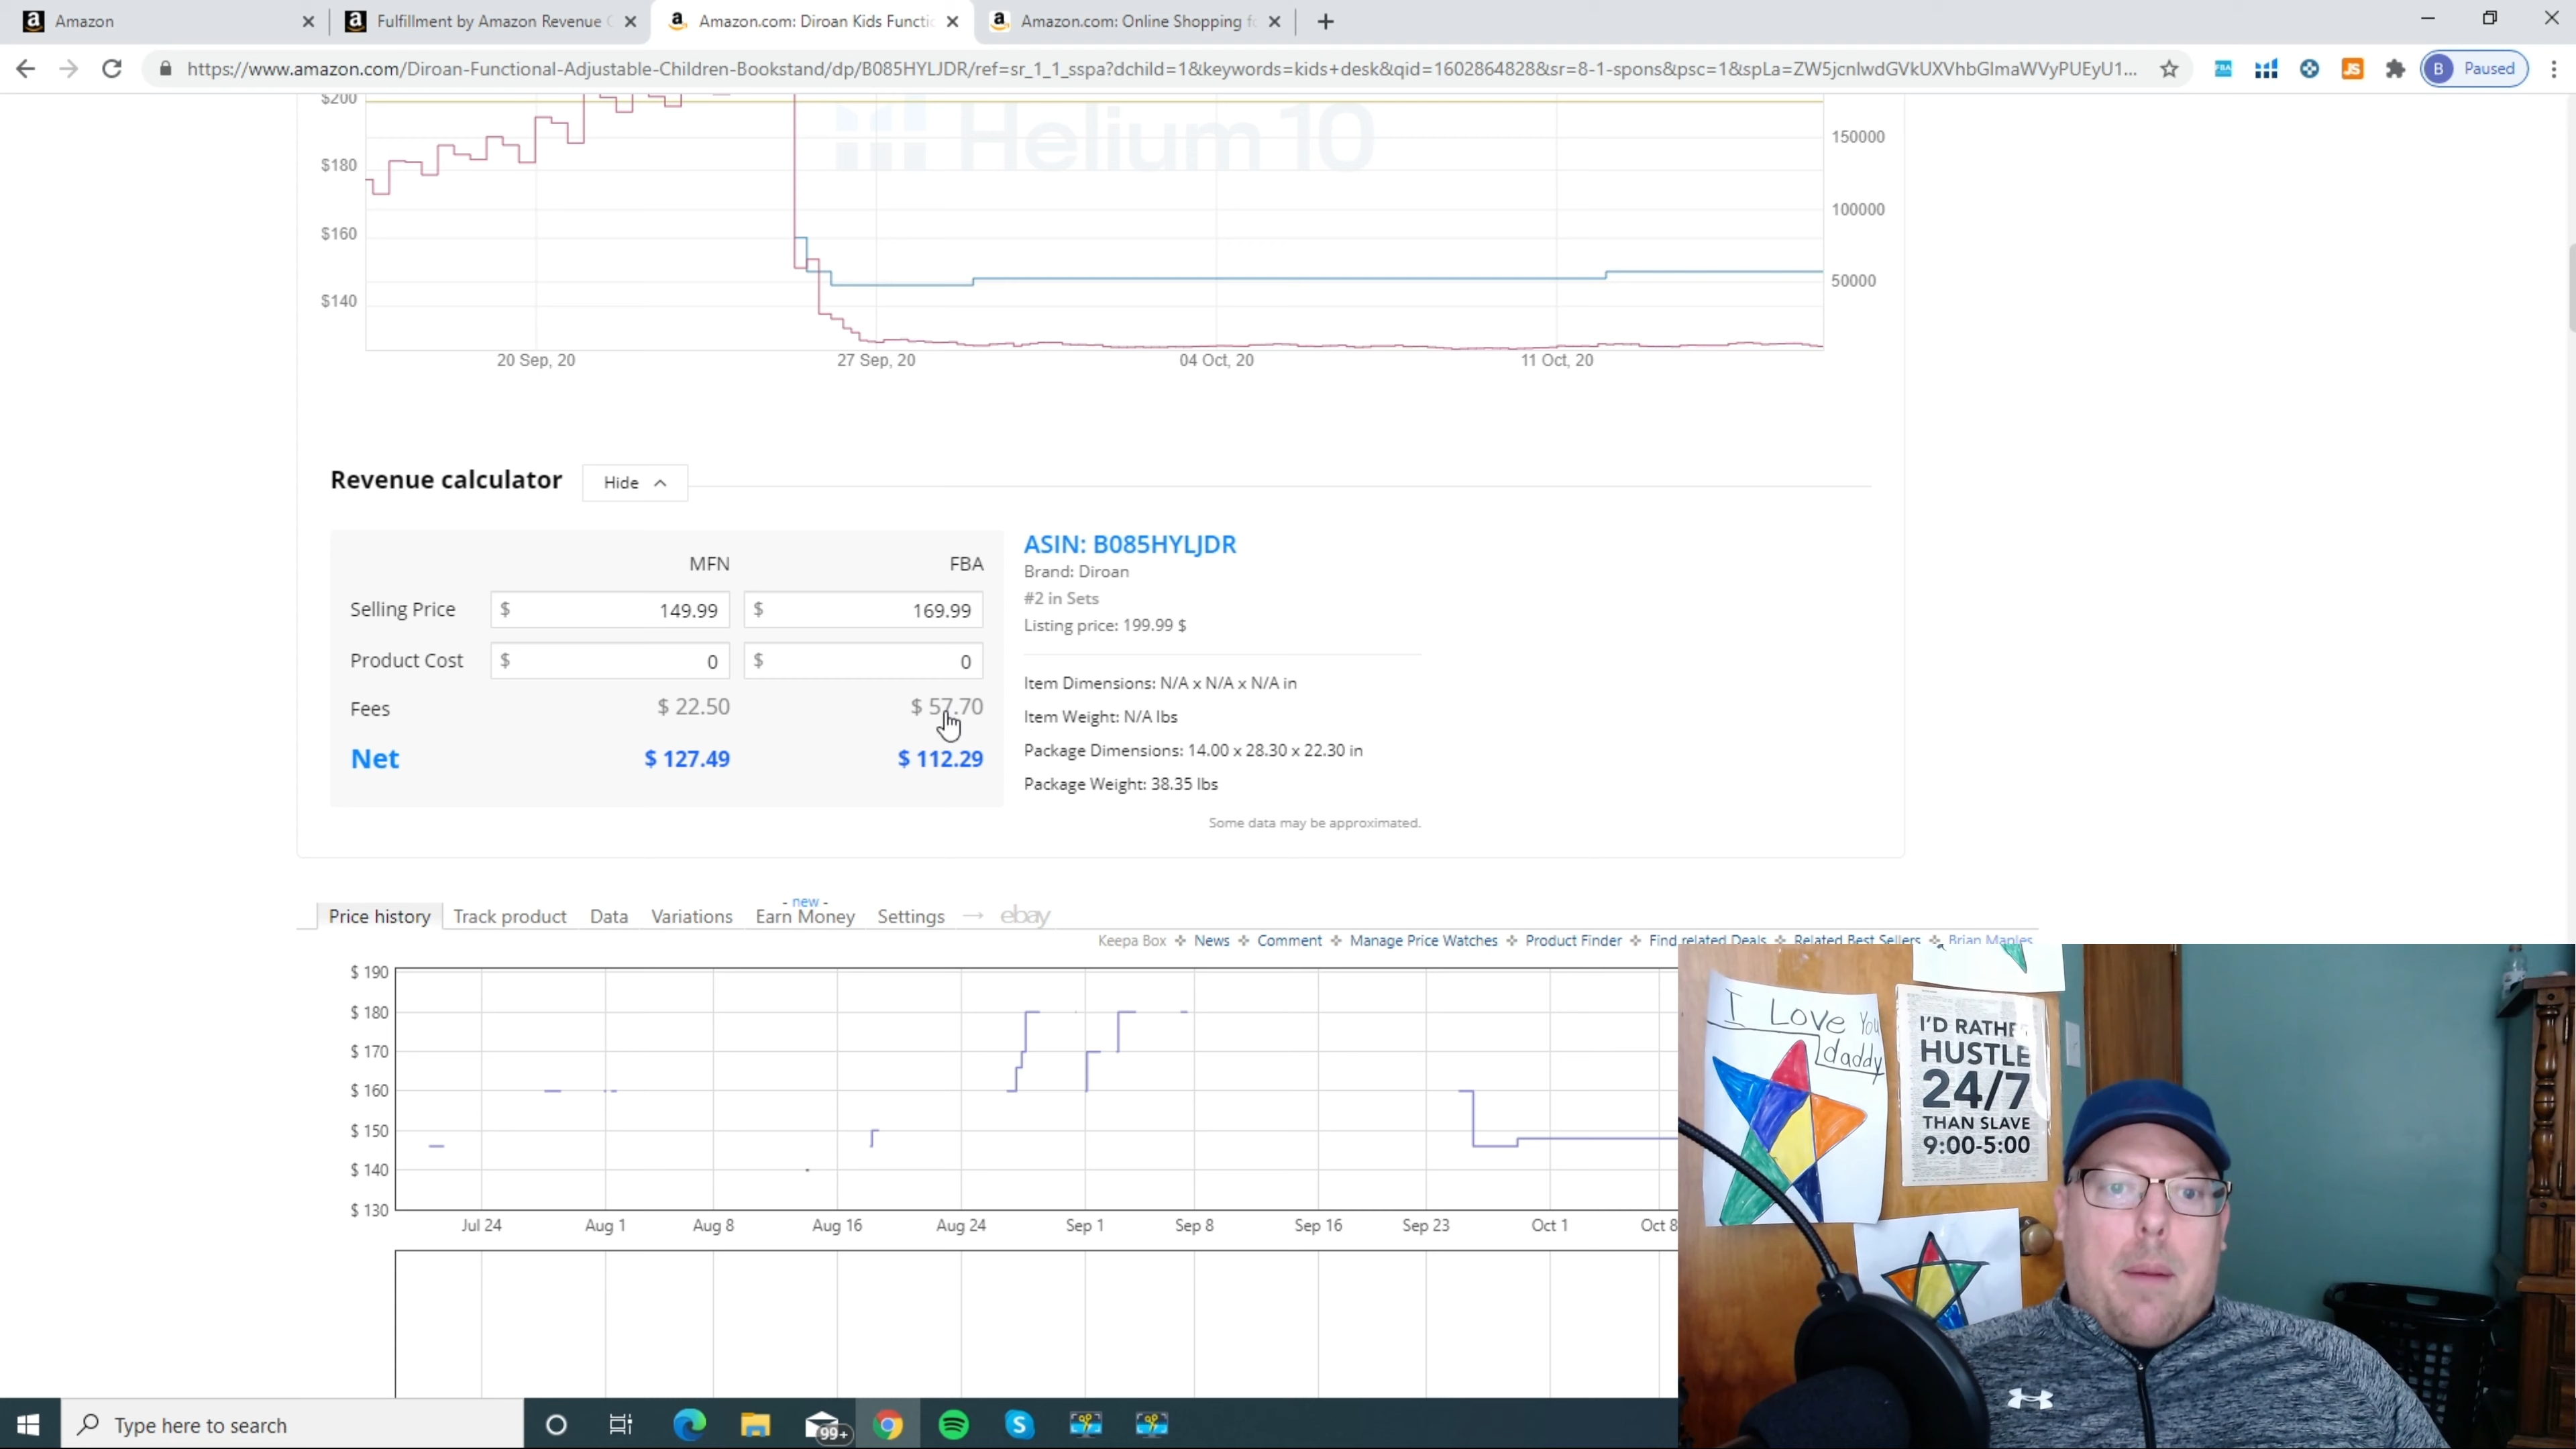 Amazon
Fulfillment by Amazon Revenue
Amazon.com: Diroan Kids Functi
Amazon.com: Online Shopping f
https://www.amazon.com/Diroan-Functional-Adjustable-Children-Bookstand/dp/B085HYLJDR/ref=sr_1_1_sspa?dchild=1&keywords=kids+desk&qid=1602864828&sr=8-1-spons&psc=1&spLa=ZW5jcnlwdGVkUXVhbGlmaWVyPUEyU1...
FBA
JS
B Paused
Helium 10
$200
$180
$160
$140
150000
100000
50000
20 Sep, 20
27 Sep, 20
04 Oct, 20
11 Oct, 20
Revenue calculator Hide
MFN FBA
Selling Price $ 149.99 $ 169.99
Product Cost $ 0 $ 0
Fees $ 22.50 $ 57.70
Net $ 127.49 $ 112.29
ASIN: B085HYLJDR
Brand: Diroan
#2 in Sets
Listing price: 199.99 $
Item Dimensions: N/A x N/A x N/A in
Item Weight: N/A lbs
Package Dimensions: 14.00 x 28.30 x 22.30 in
Package Weight: 38.35 lbs
Some data may be approximated.
- new -
Price history Track product Data Variations Earn Money Settings → ebay
Keepa Box News Comment Manage Price Watches Product Finder Find related Deals Related Best Sellers Brian Maples
$ 190
$ 180
$ 170
$ 160
$ 150
$ 140
$ 130
Jul 24 Aug 1 Aug 8 Aug 16 Aug 24 Sep 1 Sep 8 Sep 16 Sep 23 Oct 1 Oct 8
I Love You
daddy
I'D RATHE
HUSTLE
24/7
THAN SLAVE
9:00-5:00
Type here to search
99+